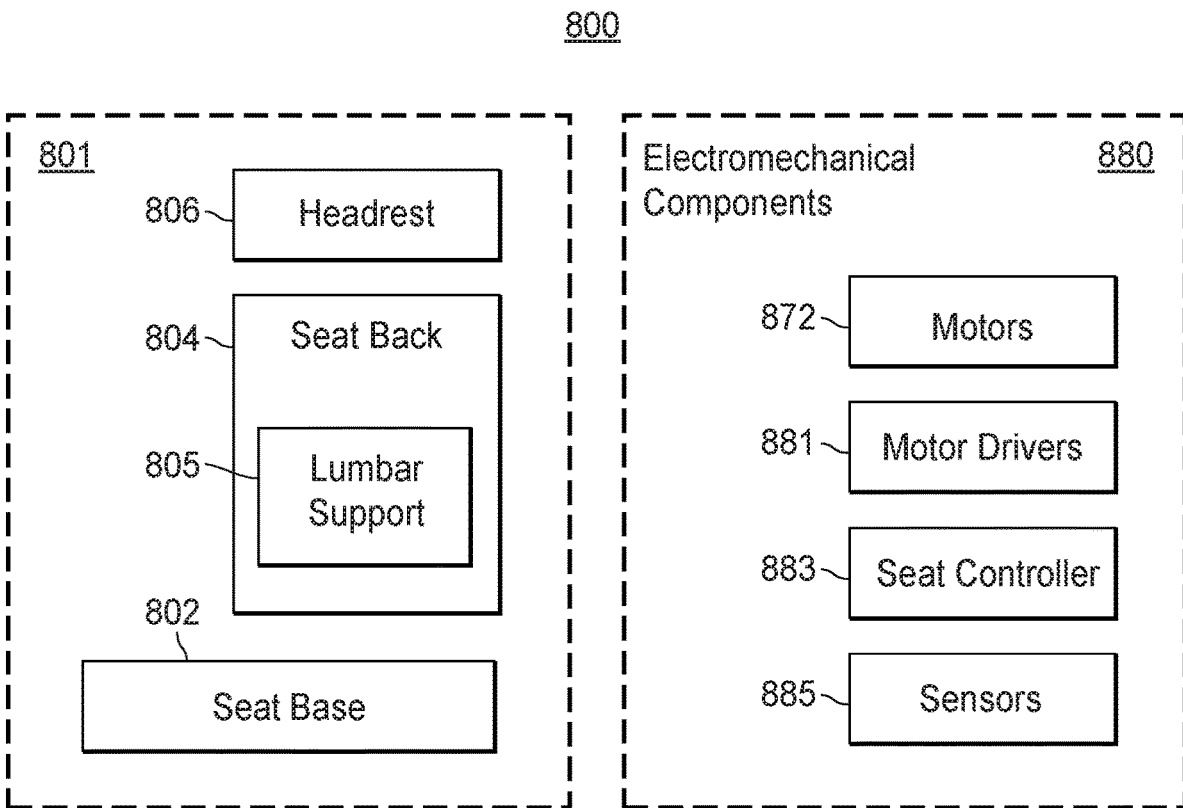 800
801
806
Headrest
804
Seat Back
805
Lumbar
Support
802
Seat Base
Electromechanical
Components
880
872
Motors
881
Motor Drivers
883
Seat Controller
885
Sensors